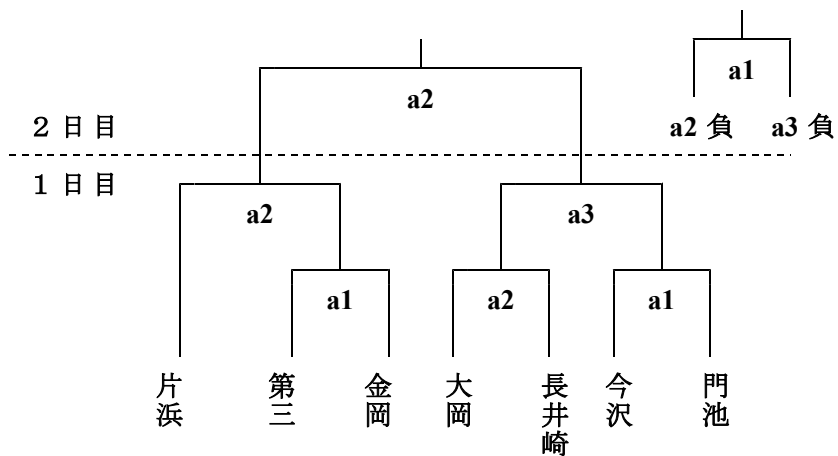 a1
a2
２日目
a2 負 a3 負
１日目
a2 a3
a1 a2 a1
片浜
第三
金岡
大岡
長井崎
今沢
門池